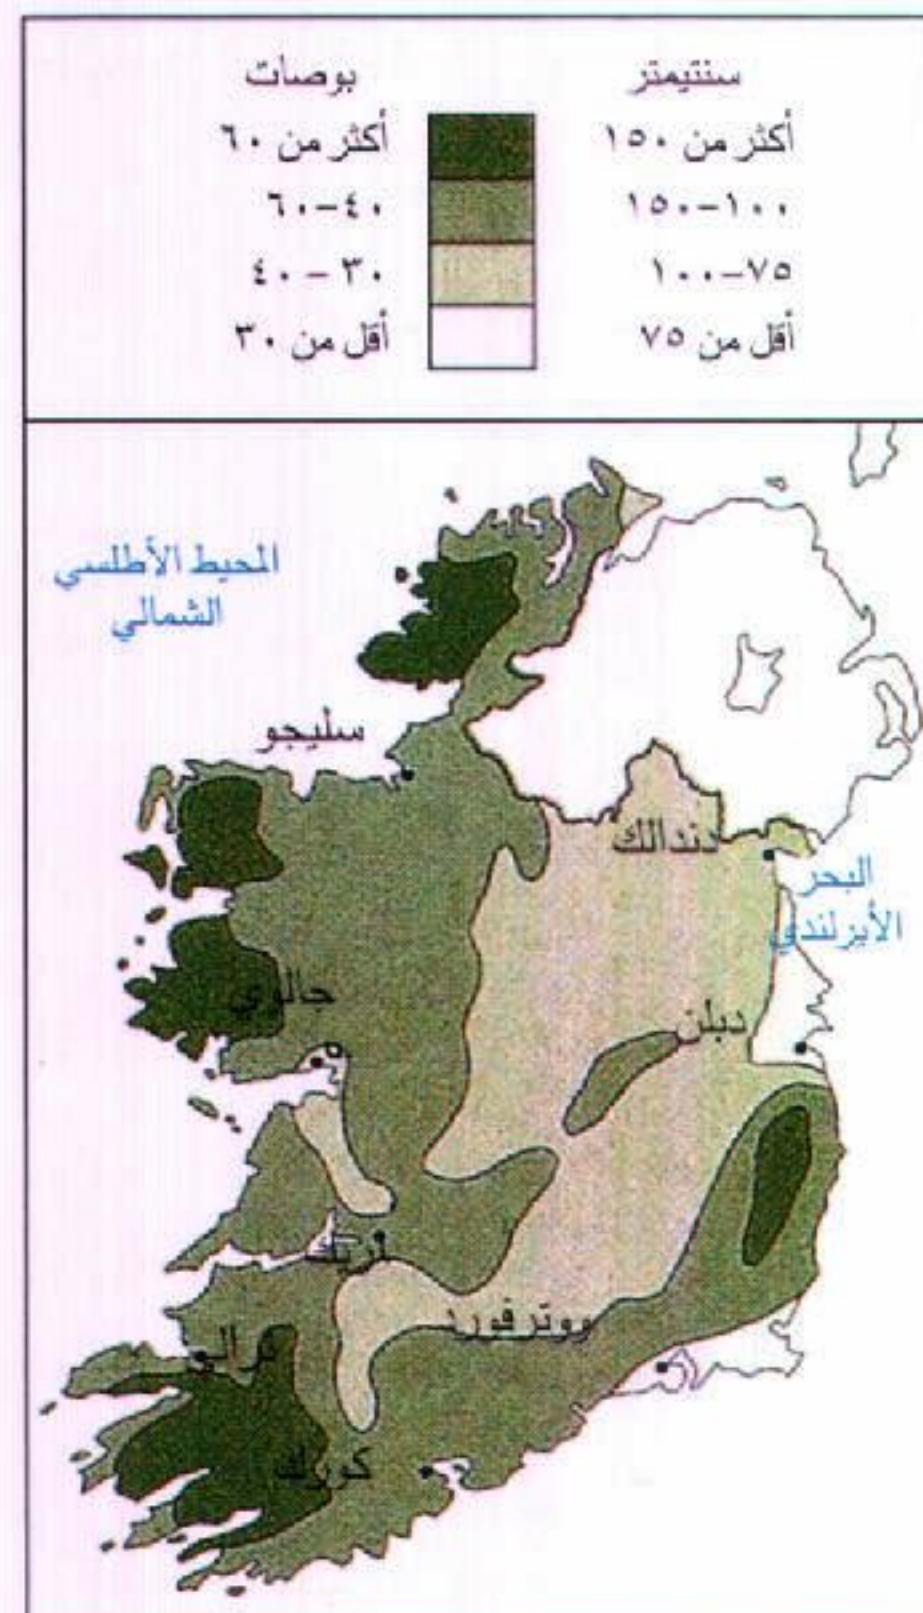 سنتيمتر بوصات
أكثر من ١٥٠ أكثر من ٦٠
١٠٠-١٥٠ ٤٠-٦٠
٧٥-١٠٠ ٣٠-٤٠
أقل من ٧٥ أقل من ٣٠
المحيط الأطلسي
الشمالي
سليجو
دندالك
البحر
الأيرلندي
جالوي
دبلن
ووترفورد
ترالي
كورك